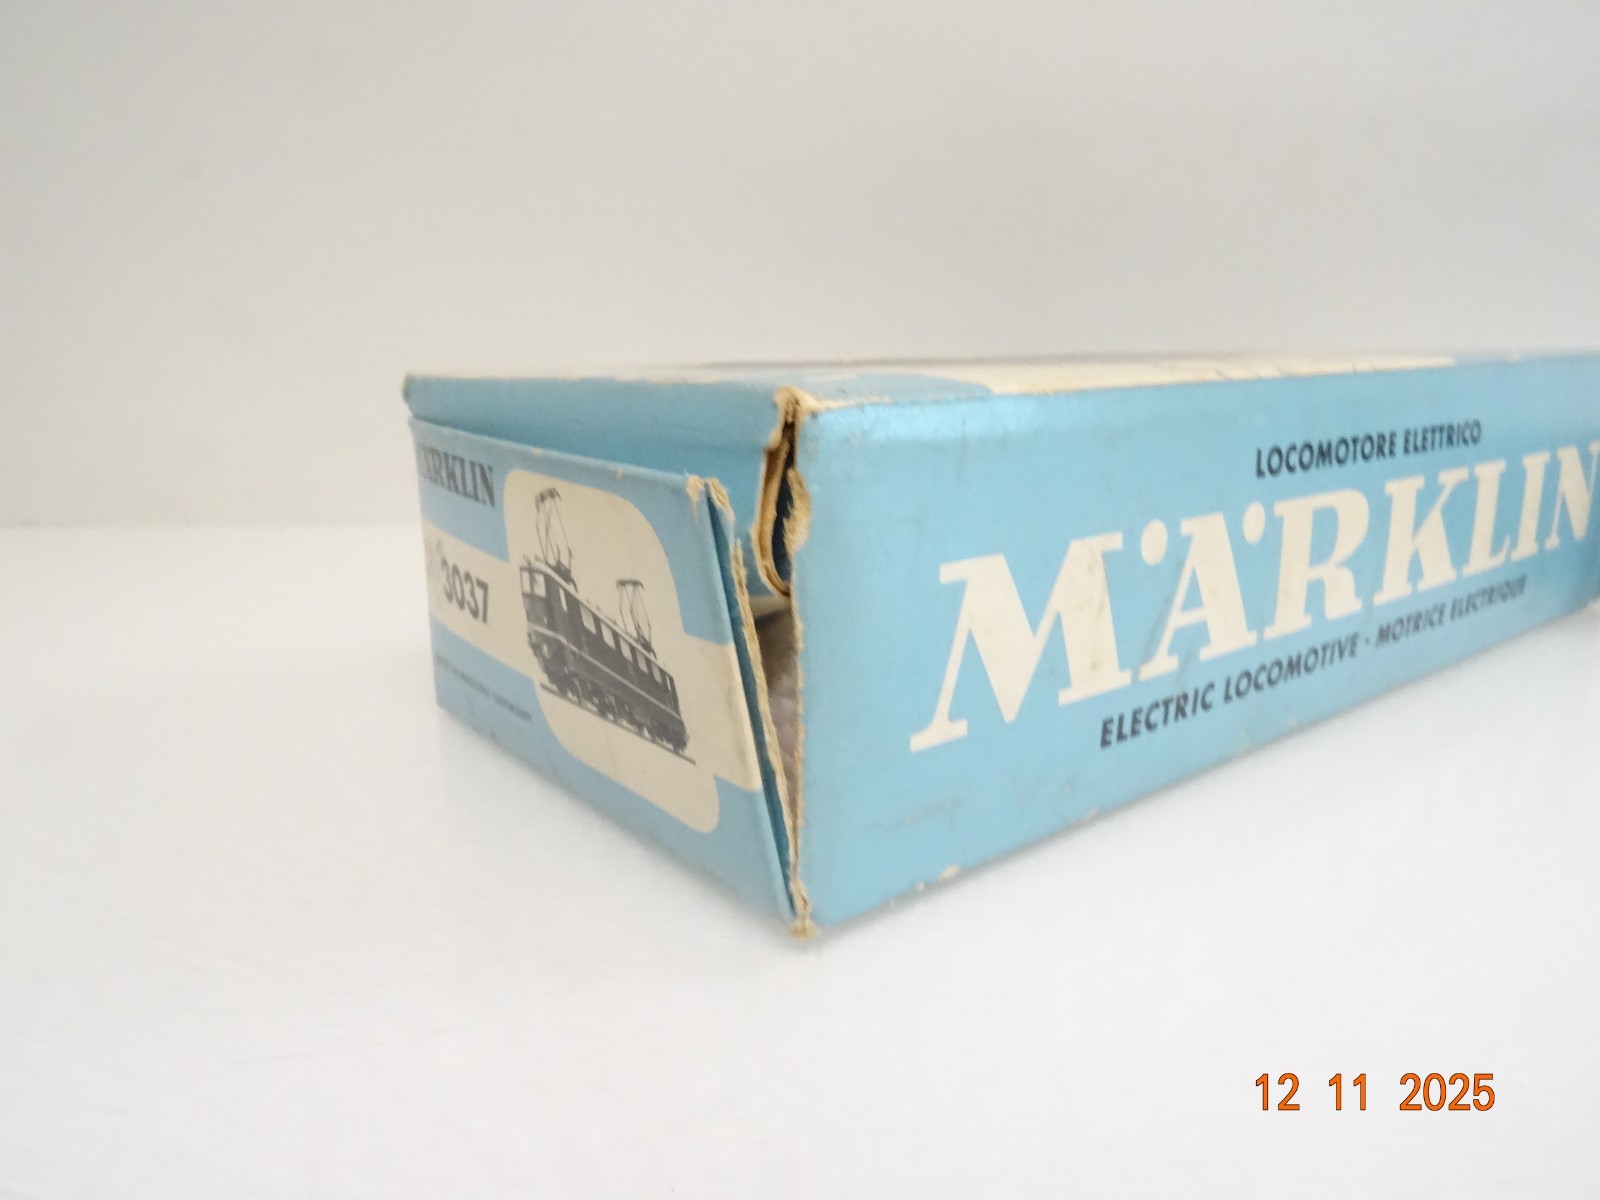 MÄRKLIN
3037
LOCOMOTORE ELETTRICO
MÄRKLIN
ELECTRIC LOCOMOTIVE · MOTRICE ELECTRIQUE
12 11 2025